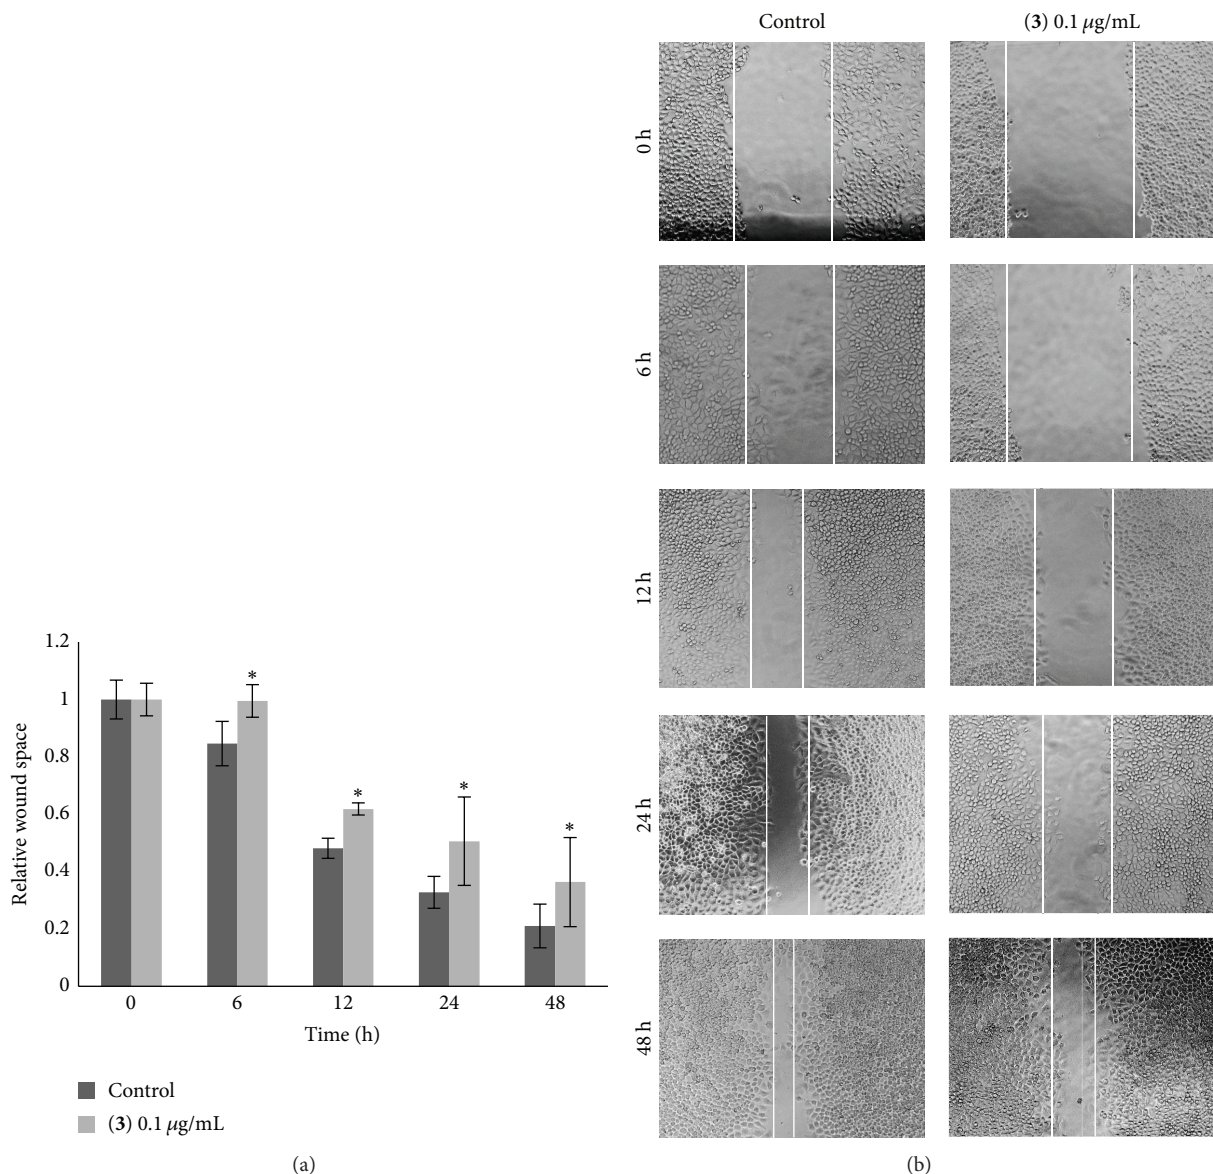 Control
(3) 0.1 μg/mL
0 h
6 h
12 h
24 h
48 h
1.2
1
0.8
0.6
0.4
0.2
0
Relative wound space
*
*
*
*
0
6
12
24
48
Time (h)
Control
(3) 0.1 μg/mL
(a)
(b)